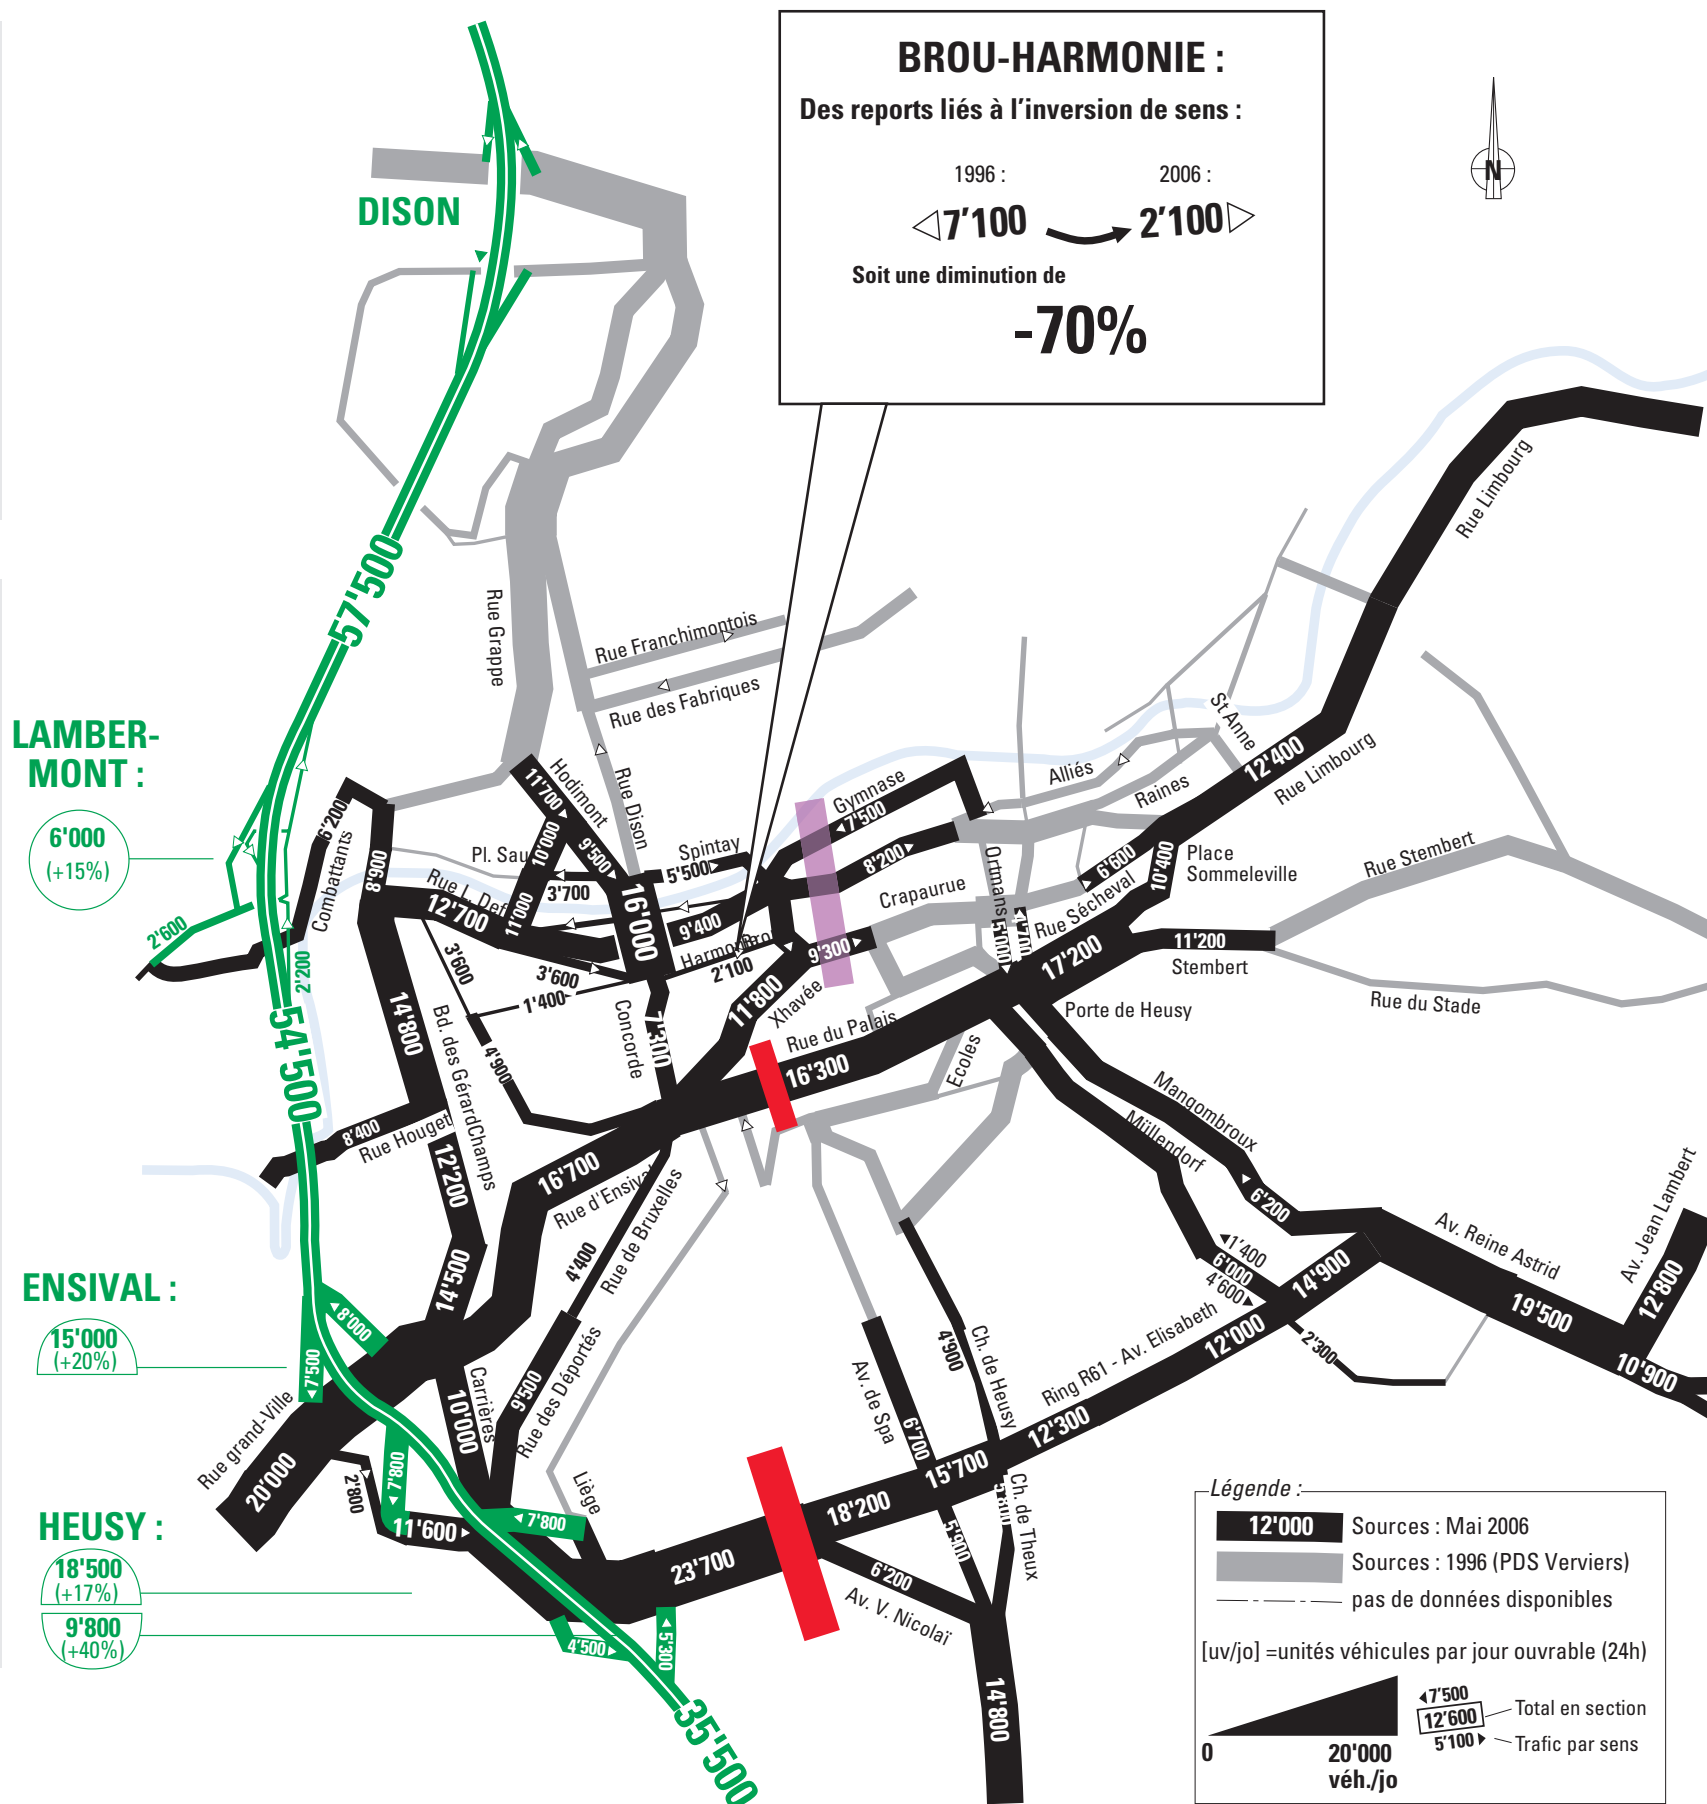 BROU-HARMONIE :
Des reports liés à l'inversion de sens :
1996 :
2006 :
7'100
2'100
Soit une diminution de
-70%
N
DISON
57'500
Rue Limbourg
Rue Grappe
Rue Franchimontois
Rue des Fabriques
LAMBER-
MONT :
6'000
(+15%)
2'600
2'200
54'500
Combattants
6'200
8'900
Hodimont
11'700
Rue Dison
10'000
9'500
Pl. Sau
Spintay
5'500
3'700
Rue L. Def
12'700
11'000
16'000
9'400
Harmonie
2'100
3'600
3'600
1'400
Gymnase
7'500
8'200
Alliés
Raines
St Anne
12'400
Rue Limbourg
Crapaurue
Ortmans
6'600
10'400
Place
Sommeleville
Rue Stembert
9'300
5'000
4'700
Rue Sécheval
17'200
11'200
Stembert
Rue du Stade
Porte de Heusy
11'800
Xhavée
Concorde
7'300
Rue du Palais
16'300
Ecoles
14'800
Bd. des GérardChamps
4'900
8'400
Rue Houget
12'200
16'700
Rue d'Ensival
Rue de Bruxelles
4'400
Mangombroux
Müllendorf
6'200
1'400
6'000
4'600
14'900
Av. Reine Astrid
19'500
Av. Jean Lambert
12'800
10'900
2'300
12'000
Ring R61 - Av. Elisabeth
12'300
ENSIVAL :
15'000
(+20%)
14'500
8'000
7'500
Carrières
10'000
9'500
Rue des Déportés
Av. de Spa
6'700
4'900
Ch. de Heusy
Rue grand-Ville
20'000
2'800
7'800
11'600
7'800
Liège
15'700
18'200
23'700
Ch. de Theux
5'900
6'200
Av. V. Nicolaï
14'800
HEUSY :
18'500
(+17%)
9'800
(+40%)
4'500
5'300
35'500
Légende :
12'000 Sources : Mai 2006
Sources : 1996 (PDS Verviers)
pas de données disponibles
[uv/jo] =unités véhicules par jour ouvrable (24h)
0
20'000
véh./jo
7'500
12'600 Total en section
5'100 Trafic par sens